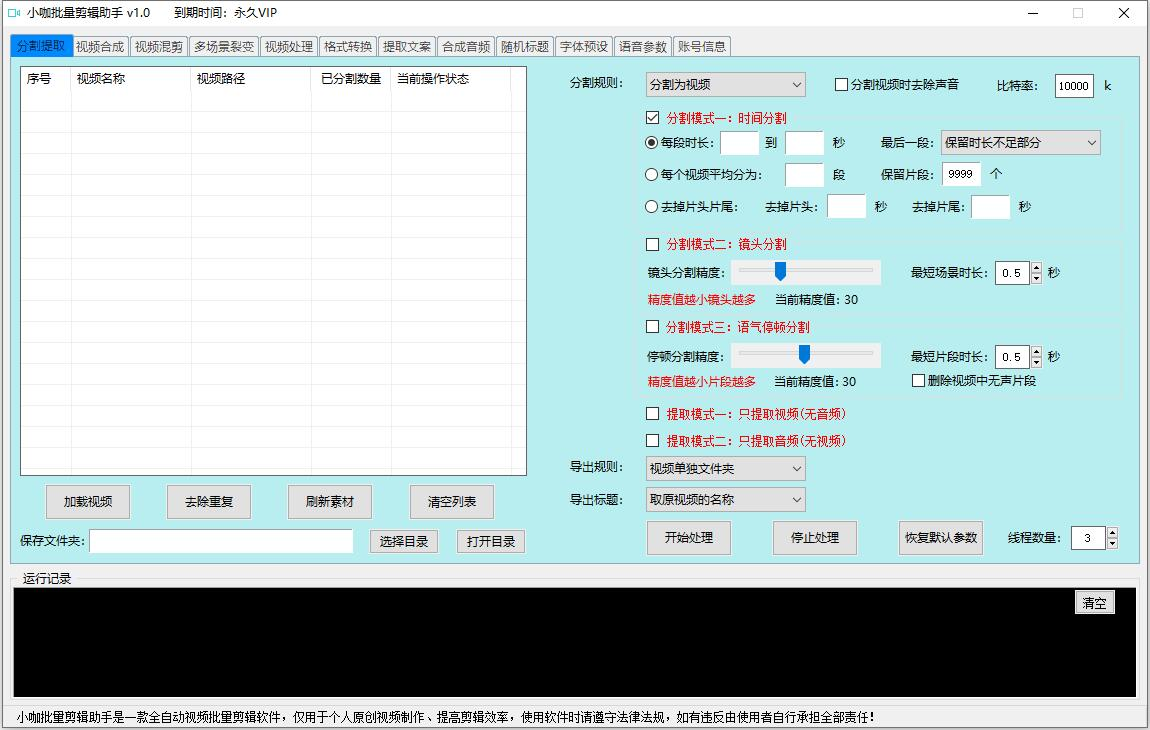 小咖批量剪辑助手 v1.0 到期时间：永久VIP
分割提取 视频合成 视频混剪 多场景裂变 视频处理 格式转换 提取文案 合成音频 随机标题 字体预设 语音参数 账号信息
序号 视频名称 视频路径 已分割数量 当前操作状态
分割规则: 分割为视频 分割视频时去除声音 比特率: 10000 k
分割模式一：时间分割
每段时长: 到 秒 最后一段: 保留时长不足部分
每个视频平均分为: 段 保留片段: 9999 个
去掉片头片尾: 去掉片头: 秒 去掉片尾: 秒
分割模式二：镜头分割
镜头分割精度: 最短场景时长: 0.5 秒
精度值越小镜头越多 当前精度值: 30
分割模式三：语气停顿分割
停顿分割精度: 最短片段时长: 0.5 秒
精度值越小片段越多 当前精度值: 30 删除视频中无声片段
提取模式一：只提取视频(无音频)
提取模式二：只提取音频(无视频)
导出规则: 视频单独文件夹
导出标题: 取原视频的名称
加载视频 去除重复 刷新素材 清空列表
保存文件夹: 选择目录 打开目录
开始处理 停止处理 恢复默认参数 线程数量: 3
运行记录
清空
小咖批量剪辑助手是一款全自动视频批量剪辑软件，仅用于个人原创视频制作、提高剪辑效率，使用软件时请遵守法律法规，如有违反由使用者自行承担全部责任！